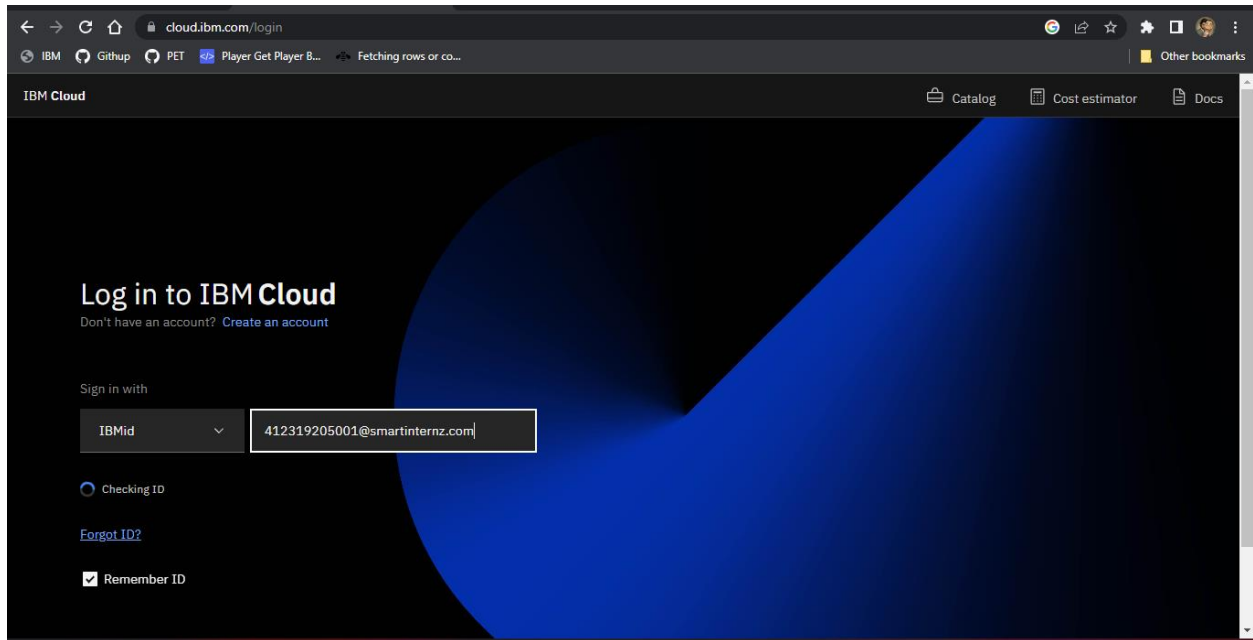 cloud.ibm.com/login
IBM Githup PET Player Get Player B... Fetching rows or co... Other bookmarks
IBM Cloud Catalog Cost estimator Docs
Log in to IBM Cloud
Don't have an account? Create an account
Sign in with
IBMid 412319205001@smartinternz.com
Checking ID
Forgot ID?
Remember ID